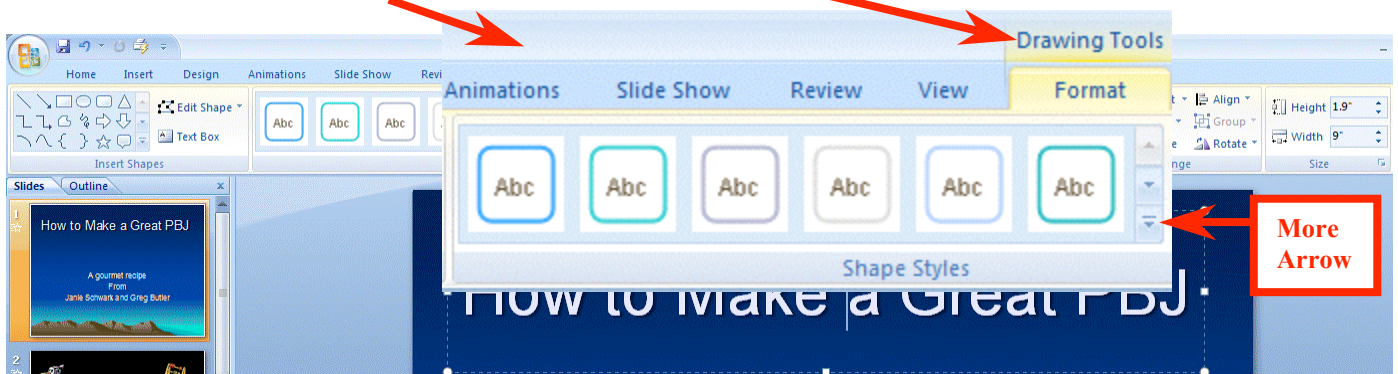 Drawing Tools
Home Insert Design Animations Slide Show Revi
Animations Slide Show Review View Format
Edit Shape
Text Box
Insert Shapes
Abc Abc Abc
Abc Abc Abc Abc Abc Abc
Shape Styles
Align
Group
Rotate
nge
Height 1.9"
Width 9"
Size
More
Arrow
Slides Outline x
1
How to Make a Great PBJ
A gourmet recipe
From
Janie Schwark and Greg Butler
2
How to Make a Great PBJ